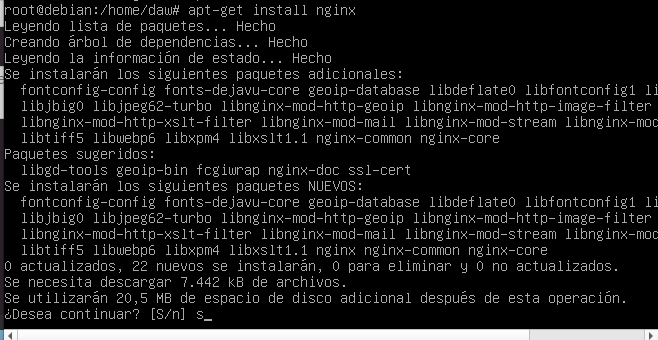 root@debian:/home/daw# apt-get install nginx
Leyendo lista de paquetes... Hecho
Creando árbol de dependencias... Hecho
Leyendo la información de estado... Hecho
Se instalarán los siguientes paquetes adicionales:
  fontconfig-config fonts-dejavu-core geoip-database libdeflate0 libfontconfig1 li
  libjbig0 libjpeg62-turbo libnginx-mod-http-geoip libnginx-mod-http-image-filter
  libnginx-mod-http-xslt-filter libnginx-mod-mail libnginx-mod-stream libnginx-mod
  libtiff5 libwebp6 libxpm4 libxslt1.1 nginx-common nginx-core
Paquetes sugeridos:
  libgd-tools geoip-bin fcgiwrap nginx-doc ssl-cert
Se instalarán los siguientes paquetes NUEVOS:
  fontconfig-config fonts-dejavu-core geoip-database libdeflate0 libfontconfig1 li
  libjbig0 libjpeg62-turbo libnginx-mod-http-geoip libnginx-mod-http-image-filter
  libnginx-mod-http-xslt-filter libnginx-mod-mail libnginx-mod-stream libnginx-mod
  libtiff5 libwebp6 libxpm4 libxslt1.1 nginx nginx-common nginx-core
0 actualizados, 22 nuevos se instalarán, 0 para eliminar y 0 no actualizados.
Se necesita descargar 7.442 kB de archivos.
Se utilizarán 20,5 MB de espacio de disco adicional después de esta operación.
¿Desea continuar? [S/n] s_